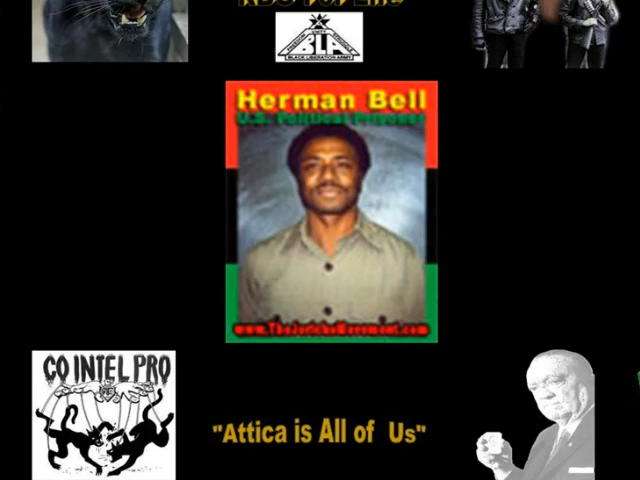 BLA
BLACK LIBERATION ARMY
Herman Bell
U.S. Political Prisoner
www.TheJerichoMovement.com
CO INTEL PRO
"Attica is All of Us"